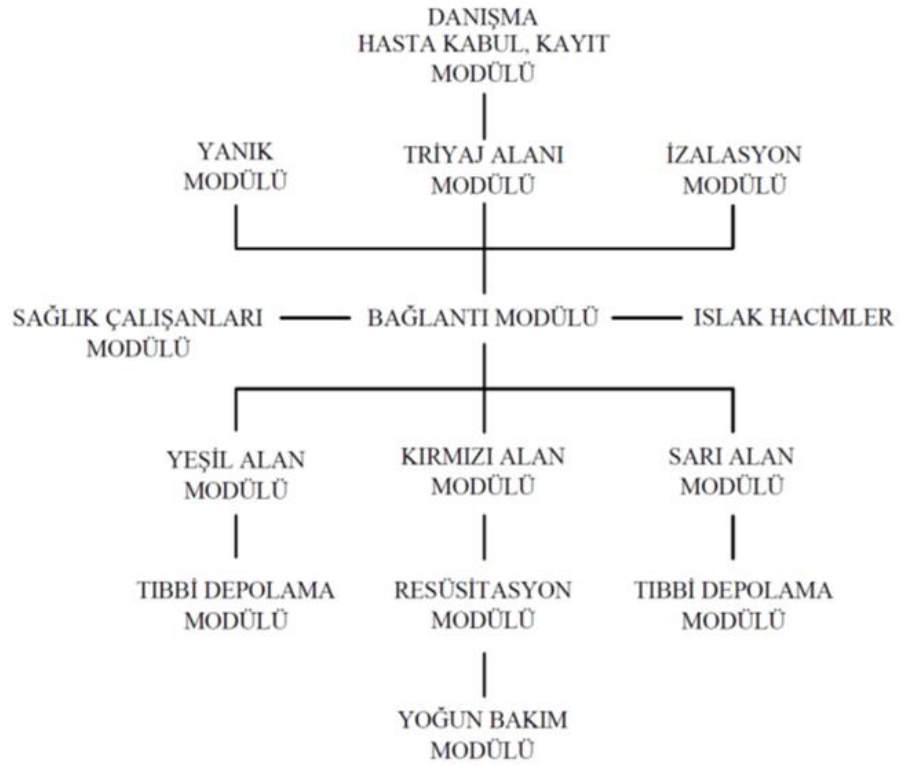 DANIŞMA
HASTA KABUL, KAYIT
MODÜLÜ
YANIK
MODÜLÜ
TRİYAJ ALANI
MODÜLÜ
İZALASYON
MODÜLÜ
SAĞLIK ÇALIŞANLARI
MODÜLÜ
BAĞLANTI MODÜLÜ
ISLAK HACİMLER
YEŞİL ALAN
MODÜLÜ
KIRMIZI ALAN
MODÜLÜ
SARI ALAN
MODÜLÜ
TIBBİ DEPOLAMA
MODÜLÜ
RESÜSİTASYON
MODÜLÜ
TIBBİ DEPOLAMA
MODÜLÜ
YOĞUN BAKIM
MODÜLÜ